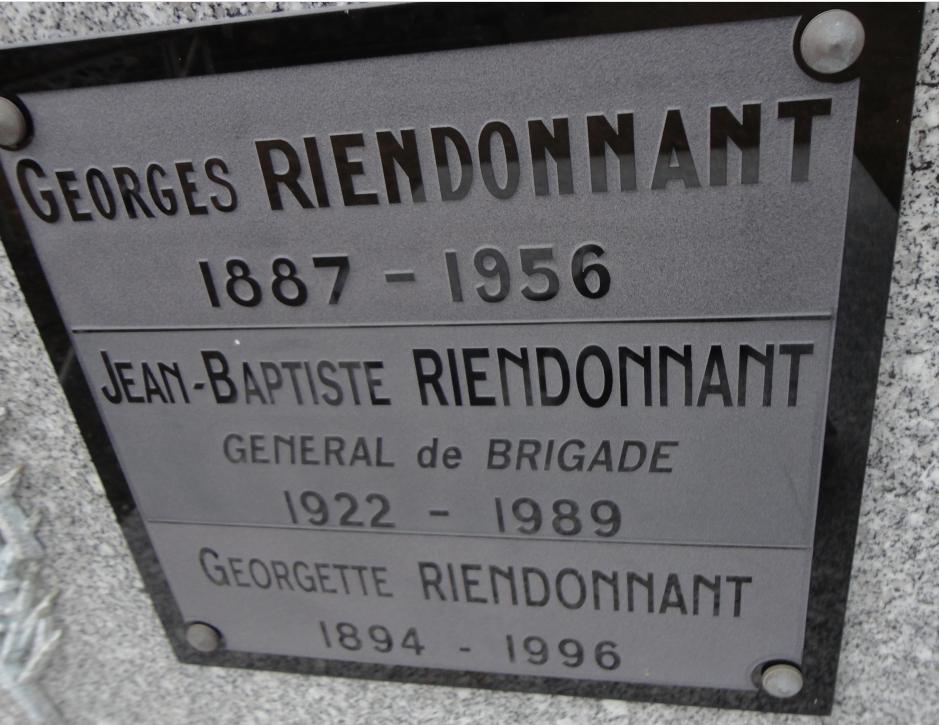 GEORGES RIENDONNANT
1887 - 1956
JEAN-BAPTISTE RIENDONNANT
GENERAL de BRIGADE
1922 - 1989
GEORGETTE RIENDONNANT
1894 - 1996